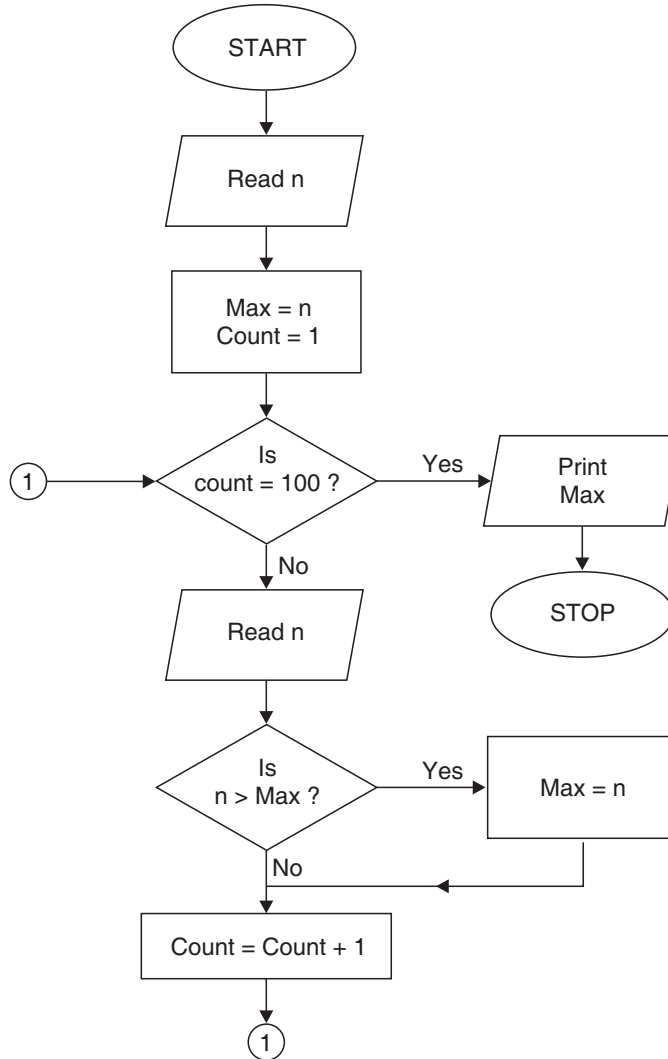 START
Read n
Max = n
Count = 1
Is
count = 100 ?
Yes
Print
Max
1
No
STOP
Read n
Is
n > Max ?
Yes
Max = n
No
Count = Count + 1
1